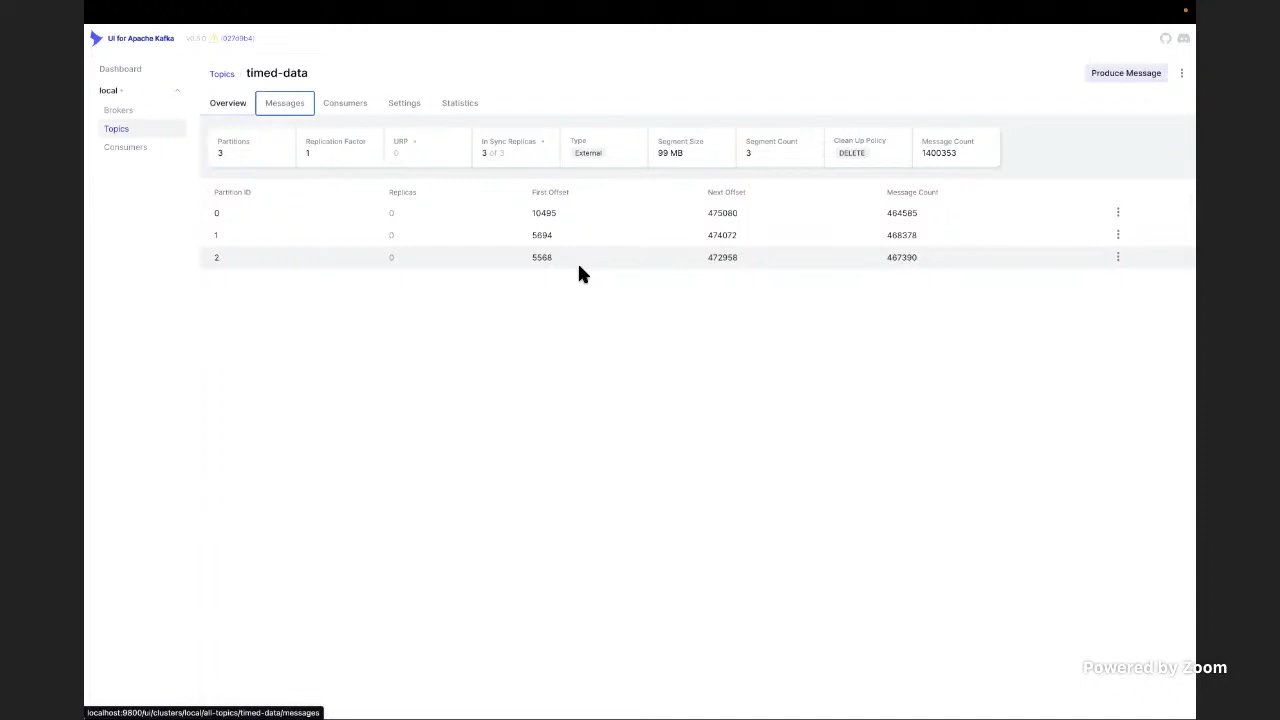 UI for Apache Kafka v0.5.0 (027d9b4)
Dashboard
local
Brokers
Topics
Consumers
Topics timed-data
Produce Message
Overview Messages Consumers Settings Statistics
Partitions Replication Factor URP In Sync Replicas Type Segment Size Segment Count Clean Up Policy Message Count
3 1 0 3 of 3 External 99 MB 3 DELETE 1400353
Partition ID Replicas First Offset Next Offset Message Count
0 0 10495 475080 464585
1 0 5694 474072 468378
2 0 5568 472958 467390
Powered by Zoom
localhost:9800/ui/clusters/local/all-topics/timed-data/messages